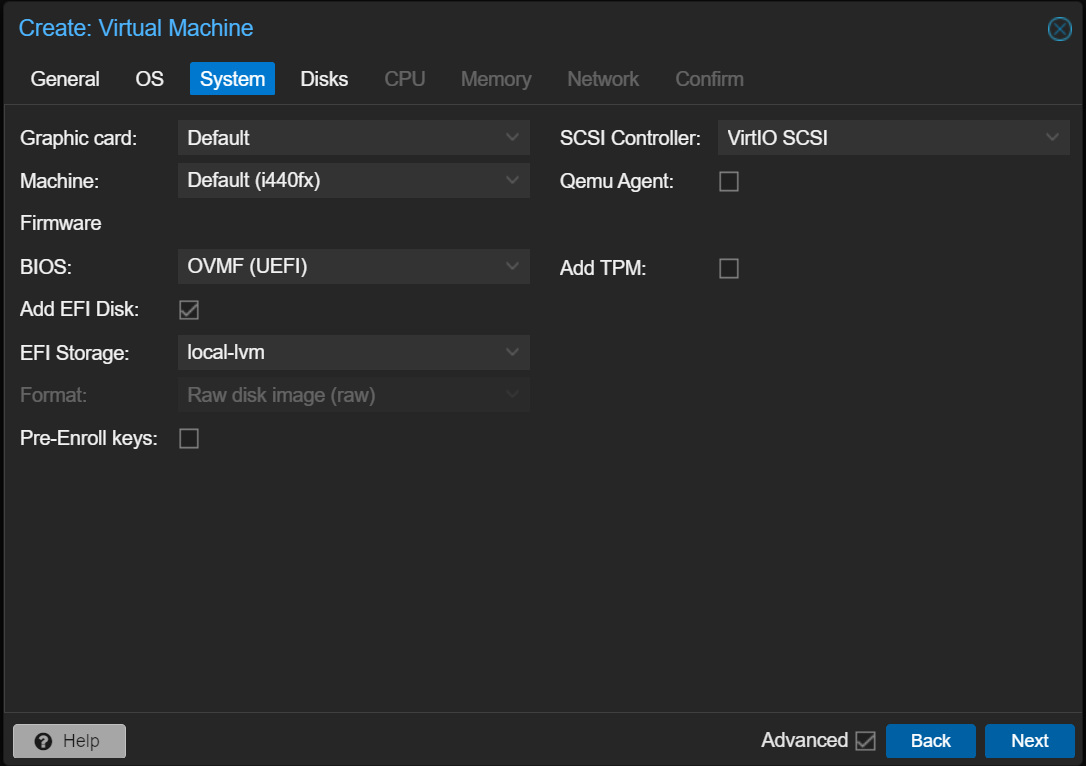 Create: Virtual Machine
General OS System Disks CPU Memory Network Confirm
Graphic card: Default
SCSI Controller: VirtIO SCSI
Machine: Default (i440fx)
Qemu Agent:
Firmware
BIOS: OVMF (UEFI)
Add TPM:
Add EFI Disk:
EFI Storage: local-lvm
Format: Raw disk image (raw)
Pre-Enroll keys:
? Help
Advanced
Back
Next